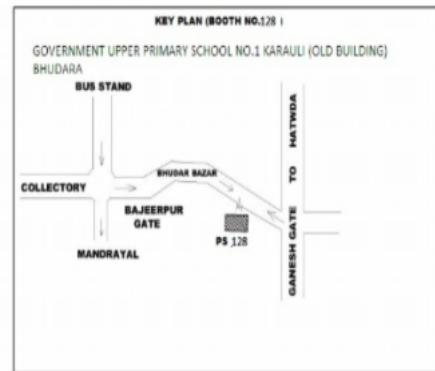 KEY PLAN (BOOTH NO.128 )
GOVERNMENT UPPER PRIMARY SCHOOL NO.1 KARAULI (OLD BUILDING)
BHUDARA
BUS STAND
COLLECTORY
BHUDAR BAZAR
BAJEERPUR
GATE
MANDRAYAL
PS 128
GANESH GATE TO HATWDA